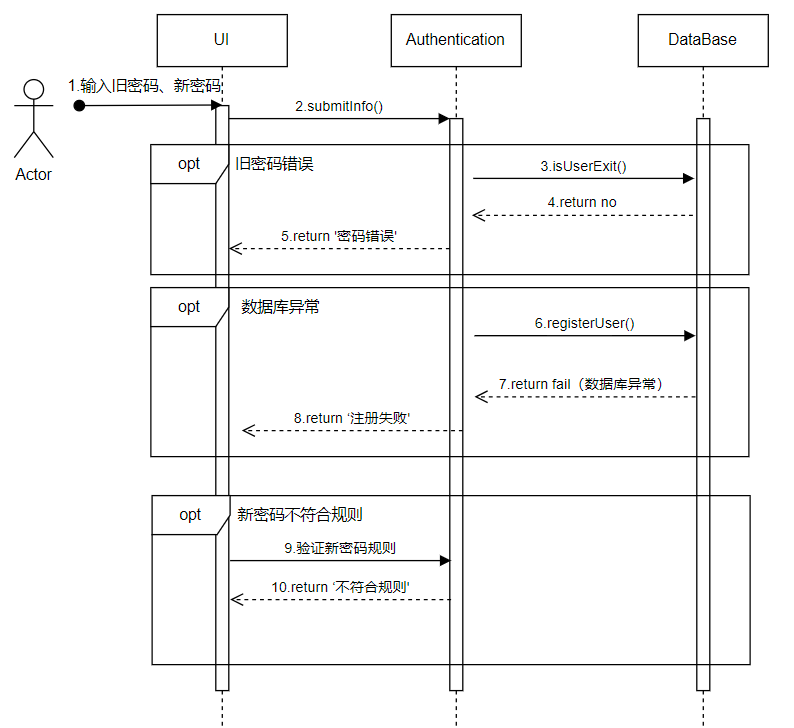 UI
Authentication
DataBase
1.输入旧密码、新密码
2.submitInfo()
Actor
opt
旧密码错误
3.isUserExit()
4.return no
5.return '密码错误'
opt
数据库异常
6.registerUser()
7.return fail（数据库异常）
8.return ‘注册失败'
opt
新密码不符合规则
9.验证新密码规则
10.return ‘不符合规则'